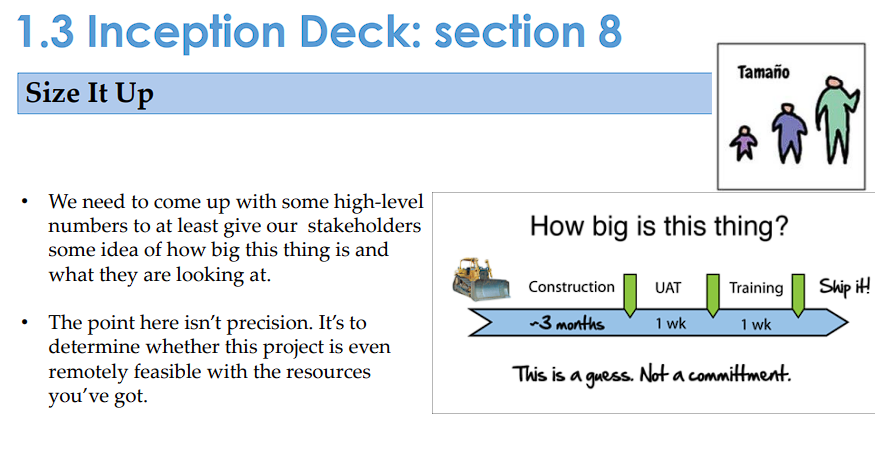 1.3 Inception Deck: section 8
Size It Up
Tamaño
• We need to come up with some high-level
numbers to at least give our stakeholders
some idea of how big this thing is and
what they are looking at.
• The point here isn't precision. It's to
determine whether this project is even
remotely feasible with the resources
you've got.
How big is this thing?
Construction UAT Training Ship it!
~3 months 1 wk 1 wk
This is a guess. Not a committment.